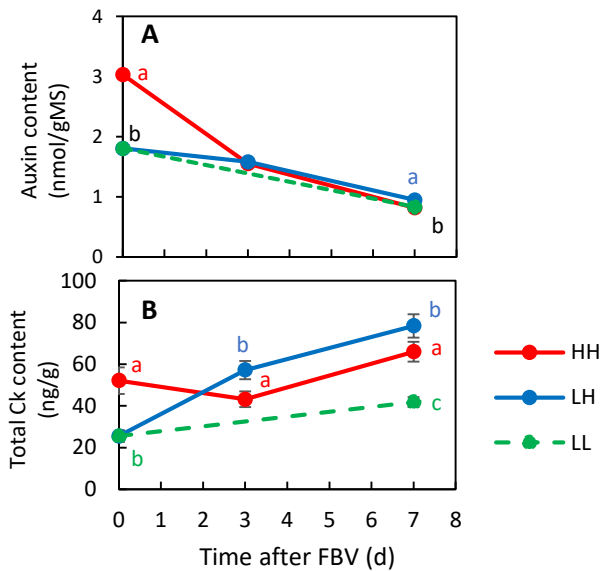 A
4
3
2
1
0
Auxin content
(nmol/gMS)
a
b
a
b
B
100
80
60
40
20
0
Total Ck content
(ng/g)
a
b
b
a
b
a
c
0 1 2 3 4 5 6 7 8
Time after FBV (d)
HH
LH
LL